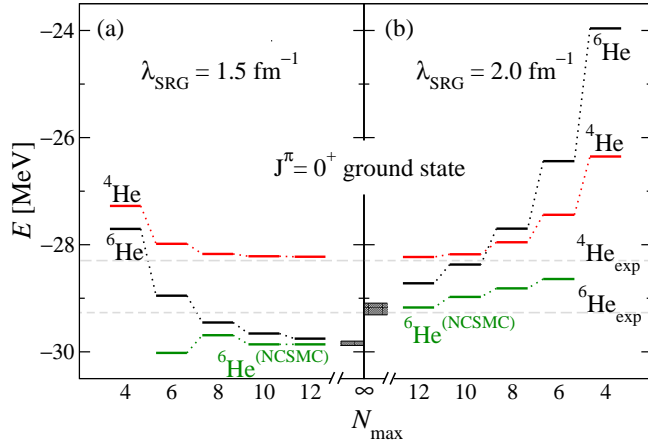 (a)
λSRG = 1.5 fm⁻¹
(b)
λSRG = 2.0 fm⁻¹
⁶He
⁴He
⁴He
⁶He
Jπ= 0⁺ ground state
⁴Heexp
⁶Heexp
⁶He(NCSMC)
⁶He(NCSMC)
E [MeV]
−24
−26
−28
−30
4 6 8 10 12 ∞ 12 10 8 6 4
Nmax